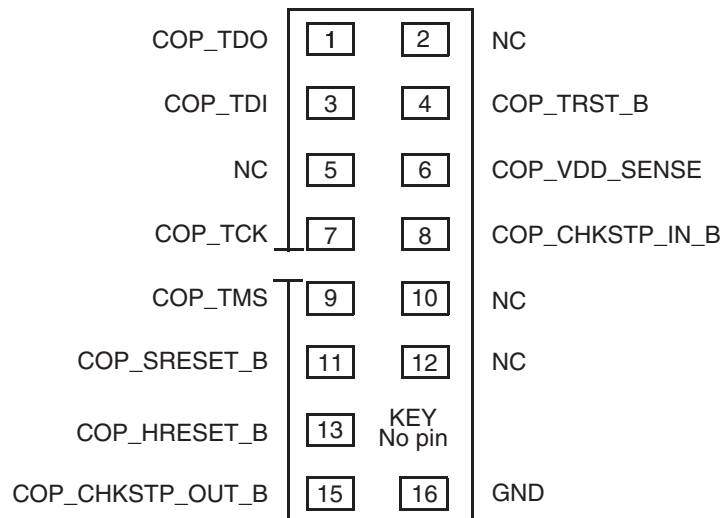 COP_TDO 1 2 NC
COP_TDI 3 4 COP_TRST_B
NC 5 6 COP_VDD_SENSE
COP_TCK 7 8 COP_CHKSTP_IN_B
COP_TMS 9 10 NC
COP_SRESET_B 11 12 NC
COP_HRESET_B 13 KEY
No pin
COP_CHKSTP_OUT_B 15 16 GND